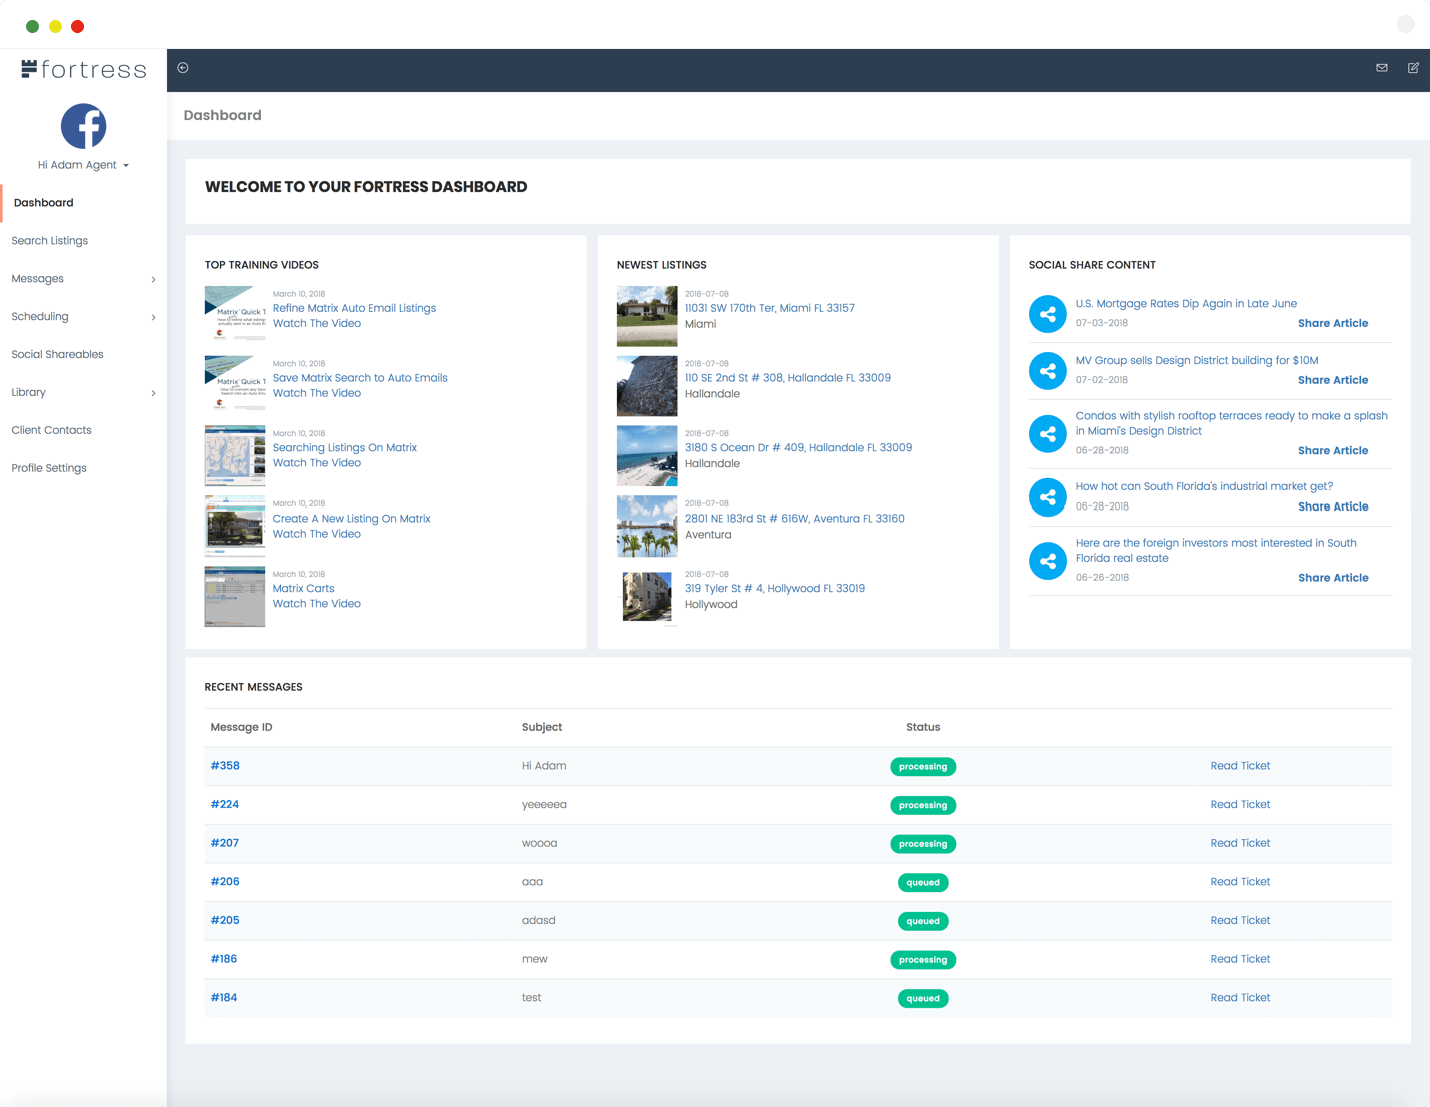 fortress
Hi Adam Agent
Dashboard
Search Listings
Messages
Scheduling
Social Shareables
Library
Client Contacts
Profile Settings
Dashboard
WELCOME TO YOUR FORTRESS DASHBOARD
TOP TRAINING VIDEOS
March 10, 2018
Refine Matrix Auto Email Listings
Watch The Video
Matrix Quick T
March 10, 2018
Save Matrix Search to Auto Emails
Watch The Video
Matrix Quick T
March 10, 2018
Searching Listings On Matrix
Watch The Video
March 10, 2018
Create A New Listing On Matrix
Watch The Video
March 10, 2018
Matrix Carts
Watch The Video
NEWEST LISTINGS
2018-07-08
11031 SW 170th Ter, Miami FL 33157
Miami
2018-07-08
110 SE 2nd St # 308, Hallandale FL 33009
Hallandale
2018-07-08
3180 S Ocean Dr # 409, Hallandale FL 33009
Hallandale
2018-07-08
2801 NE 183rd St # 616W, Aventura FL 33160
Aventura
2018-07-08
319 Tyler St # 4, Hollywood FL 33019
Hollywood
SOCIAL SHARE CONTENT
U.S. Mortgage Rates Dip Again in Late June
07-03-2018 Share Article
MV Group sells Design District building for $10M
07-02-2018 Share Article
Condos with stylish rooftop terraces ready to make a splash
in Miami's Design District
06-28-2018 Share Article
How hot can South Florida's industrial market get?
06-28-2018 Share Article
Here are the foreign investors most interested in South
Florida real estate
06-26-2018 Share Article
RECENT MESSAGES
Message ID Subject Status
#358 Hi Adam processing Read Ticket
#224 yeeeeea processing Read Ticket
#207 woooa processing Read Ticket
#206 aaa queued Read Ticket
#205 adasd queued Read Ticket
#186 mew processing Read Ticket
#184 test queued Read Ticket